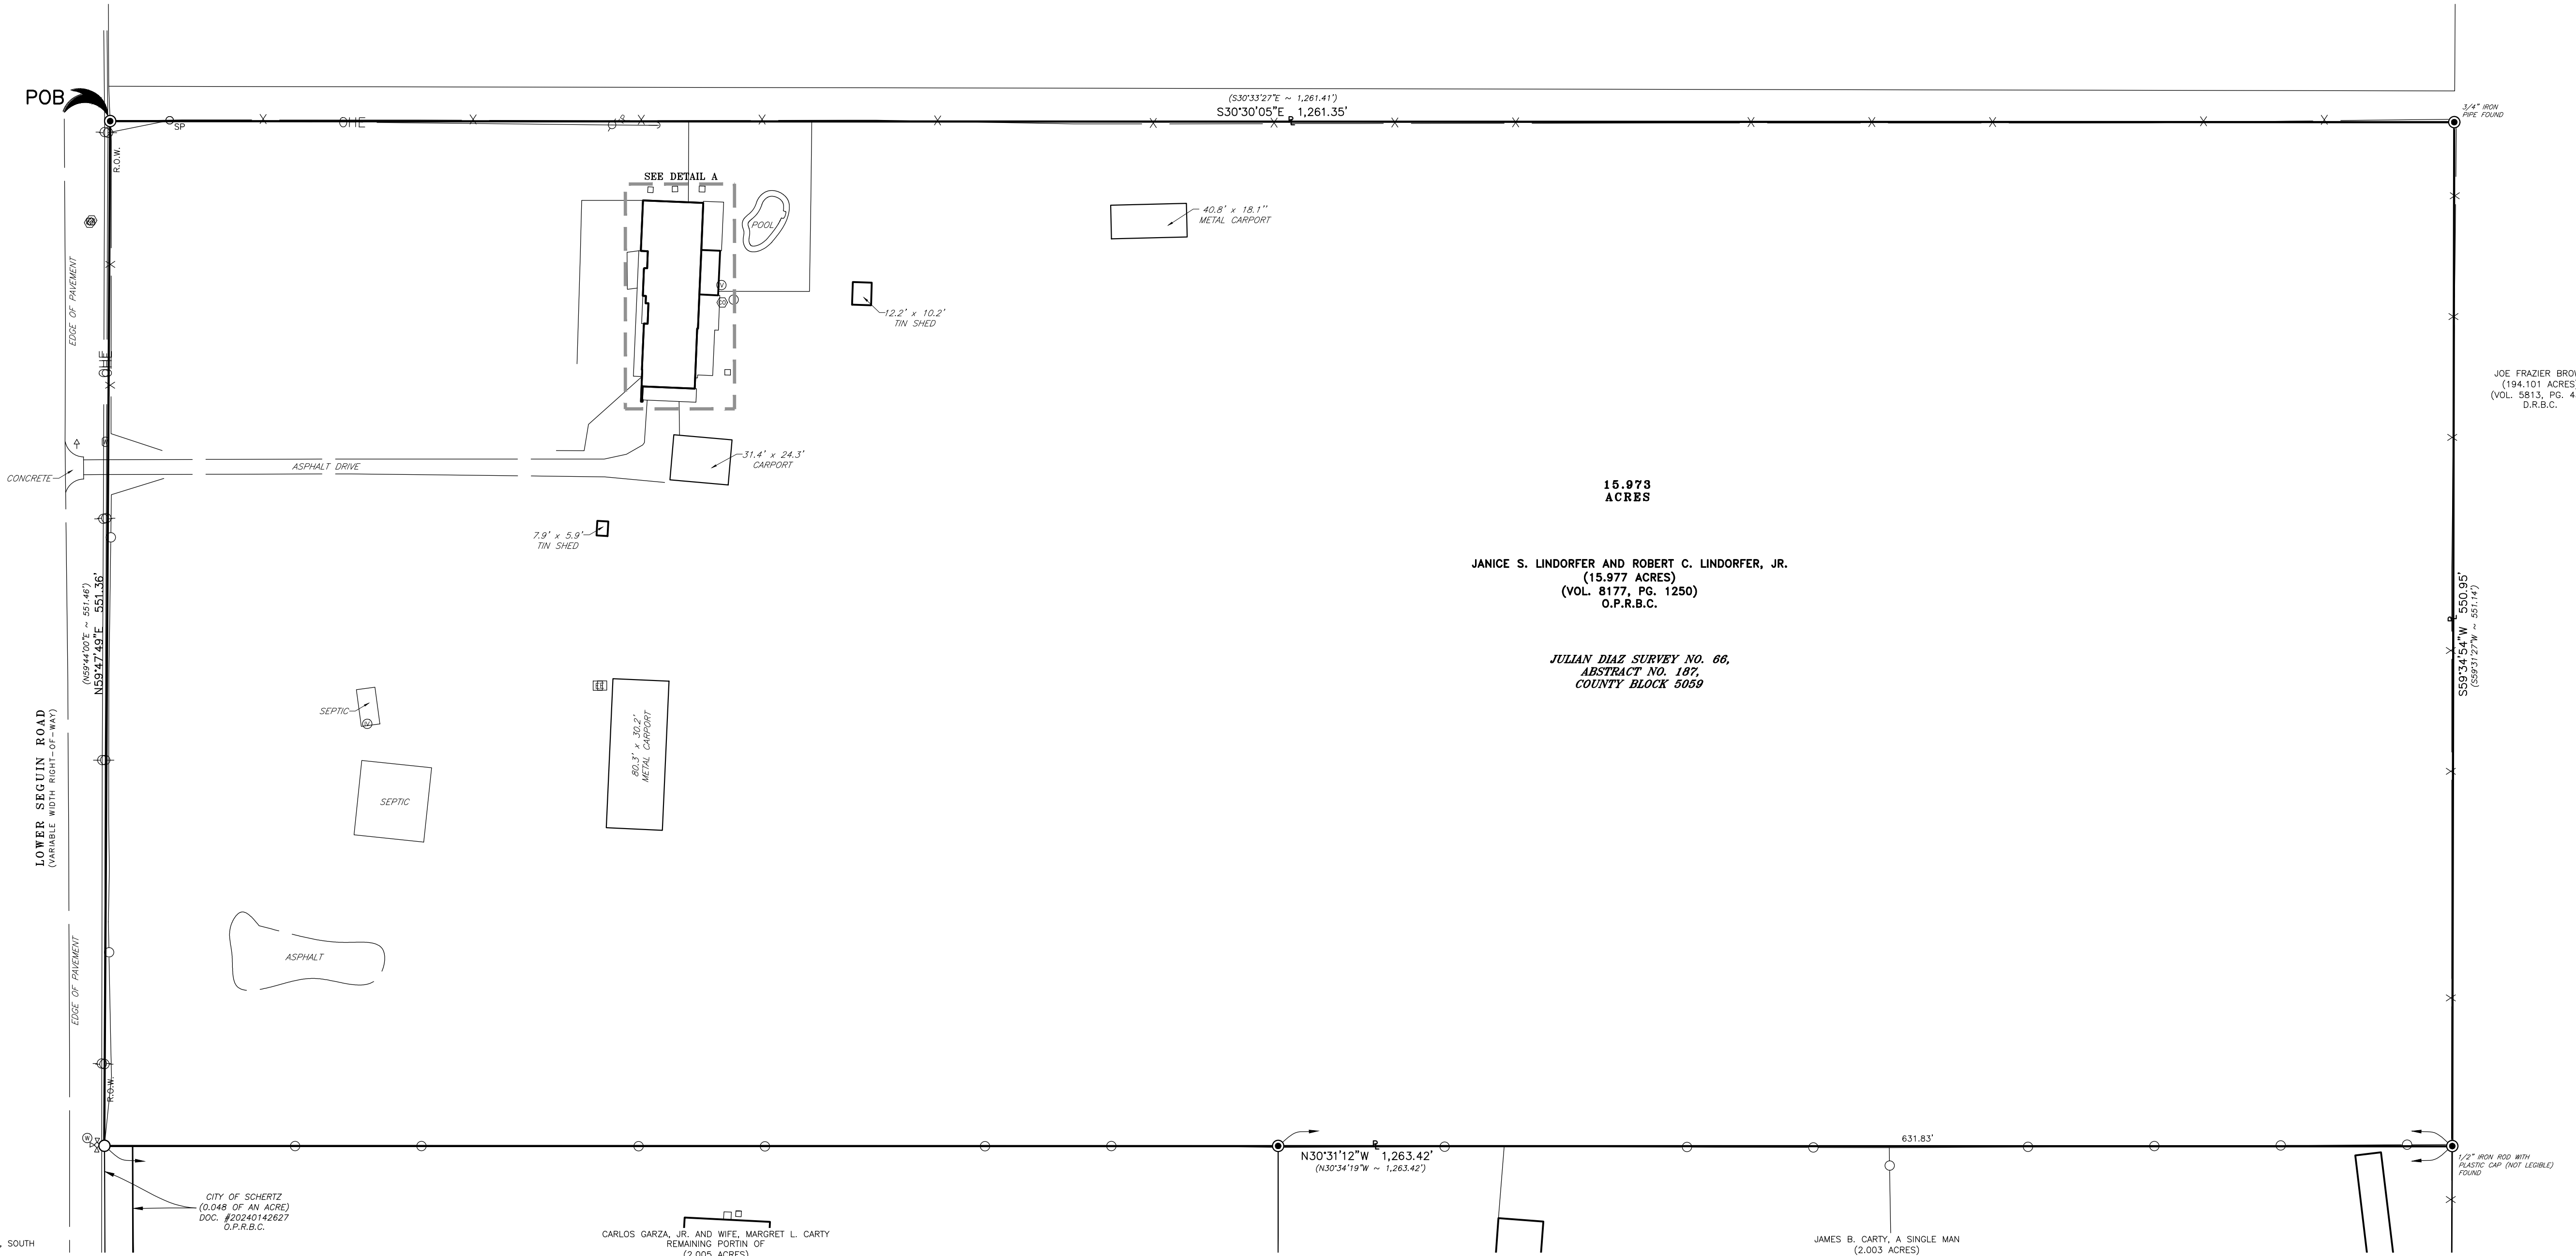 POB
(S30°33'27"E ~ 1,261.41')
S30°30'05"E 1,261.35'
3/4" IRON
PIPE FOUND
SP
OHE
R.O.W.
SEE DETAIL A
POOL
40.8' x 18.1''
METAL CARPORT
12.2' x 10.2'
TIN SHED
EDGE OF PAVEMENT
OHE
V
CO
JOE FRAZIER BROW
(194.101 ACRES)
(VOL. 5813, PG. 4
D.R.B.C.
CONCRETE
ASPHALT DRIVE
31.4' x 24.3'
CARPORT
7.9' x 5.9'
TIN SHED
15.973
ACRES
JANICE S. LINDORFER AND ROBERT C. LINDORFER, JR.
(15.977 ACRES)
(VOL. 8177, PG. 1250)
O.P.R.B.C.
JULIAN DIAZ SURVEY NO. 66,
ABSTRACT NO. 187,
COUNTY BLOCK 5059
(N59°44'00"E ~ 551.46')
N59°47'49"E 551.36'
S59°34'54"W 550.95'
(S59°31'27"W ~ 551.14')
LOWER SEGUIN ROAD
(VARIABLE WIDTH RIGHT-OF-WAY)
SEPTIC
SEPTIC
80.3' x 30.2'
METAL CARPORT
ASPHALT
EDGE OF PAVEMENT
R.O.W.
W
631.83'
N30°31'12"W 1,263.42'
(N30°34'19"W ~ 1,263.42')
1/2" IRON ROD WITH
PLASTIC CAP (NOT LEGIBLE)
FOUND
CITY OF SCHERTZ
(0.048 OF AN ACRE)
DOC. #20240142627
O.P.R.B.C.
, SOUTH
CARLOS GARZA, JR. AND WIFE, MARGRET L. CARTY
REMAINING PORTIN OF
(2.005 ACRES)
JAMES B. CARTY, A SINGLE MAN
(2.003 ACRES)